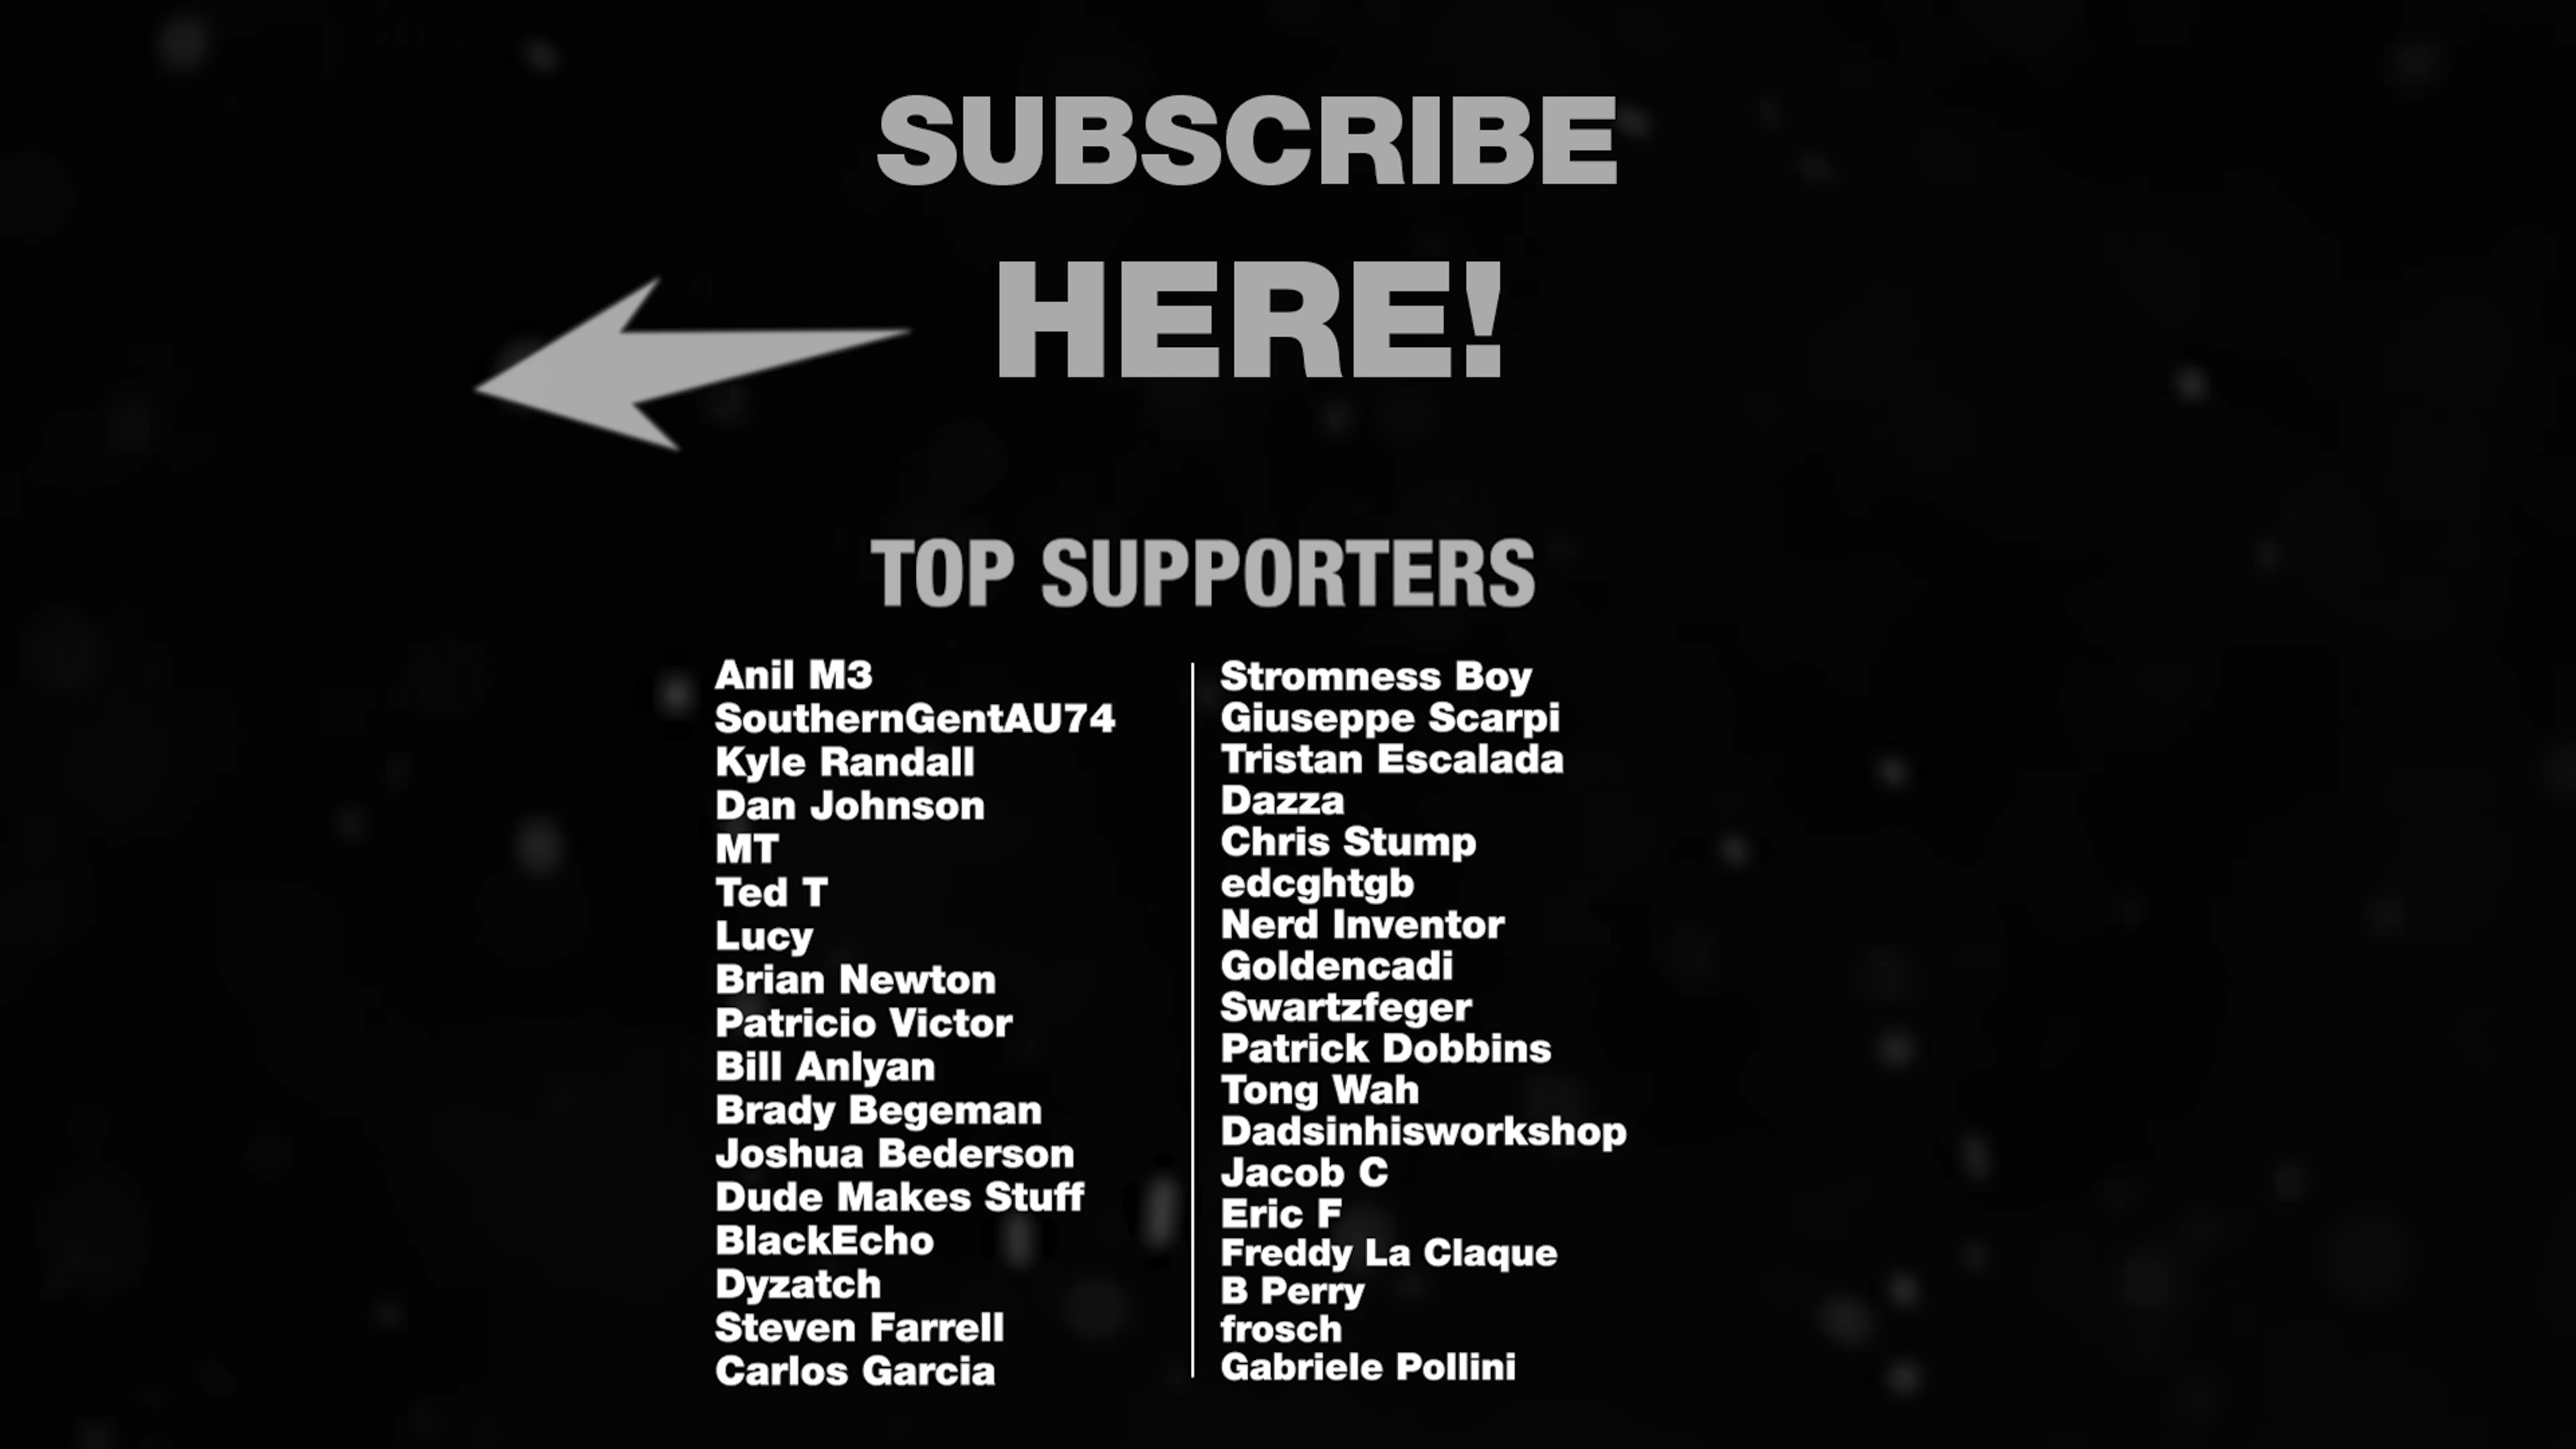 SUBSCRIBE
HERE!
TOP SUPPORTERS
Anil M3
SouthernGentAU74
Kyle Randall
Dan Johnson
MT
Ted T
Lucy
Brian Newton
Patricio Victor
Bill Anlyan
Brady Begeman
Joshua Bederson
Dude Makes Stuff
BlackEcho
Dyzatch
Steven Farrell
Carlos Garcia
Stromness Boy
Giuseppe Scarpi
Tristan Escalada
Dazza
Chris Stump
edcghtgb
Nerd Inventor
Goldencadi
Swartzfeger
Patrick Dobbins
Tong Wah
Dadsinhisworkshop
Jacob C
Eric F
Freddy La Claque
B Perry
frosch
Gabriele Pollini